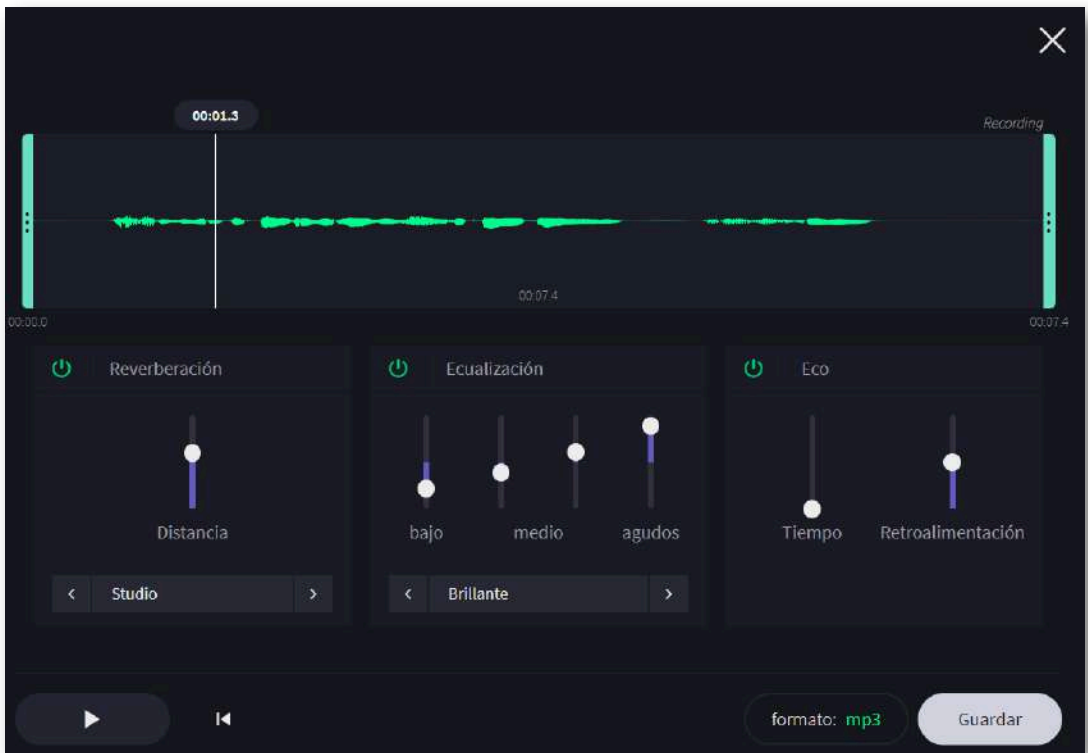 00:01.3
Recording
00:07.4
00:00.0
00:07.4
Reverberación
Ecualización
Eco
Distancia
bajo
medio
agudos
Tiempo
Retroalimentación
Studio
Brillante
formato: mp3
Guardar